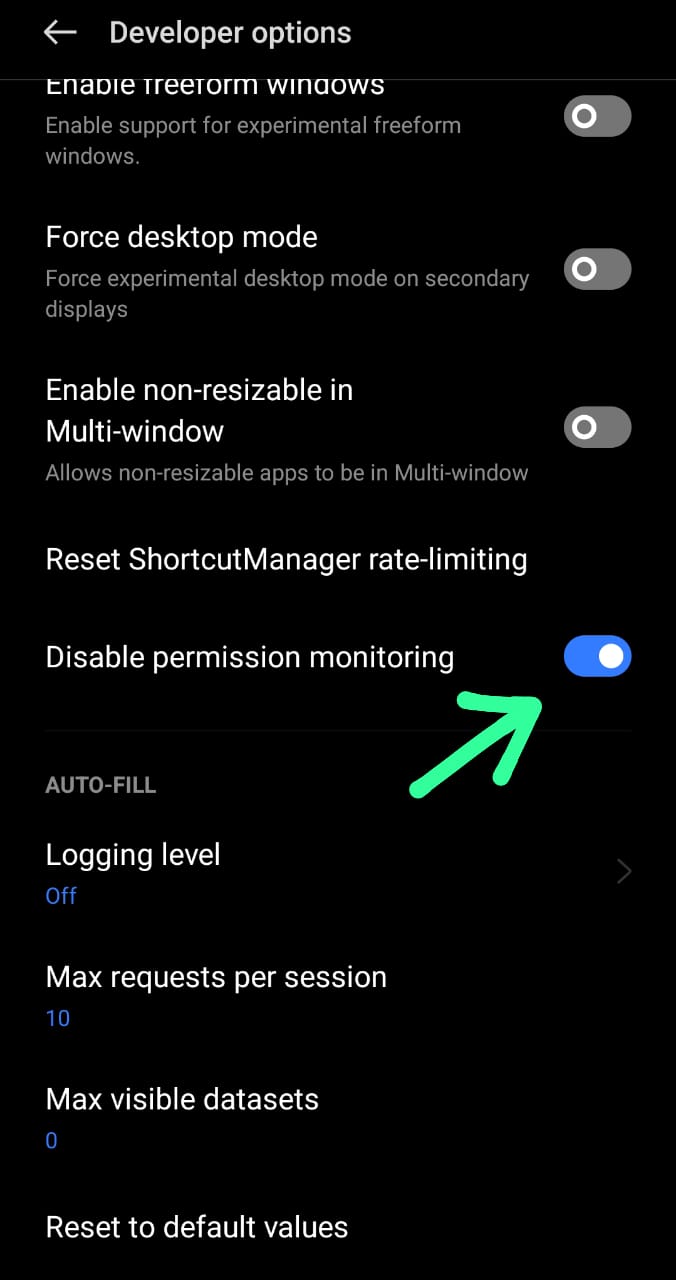 Developer options
Enable freeform windows
Enable support for experimental freeform
windows.
Force desktop mode
Force experimental desktop mode on secondary
displays
Enable non-resizable in
Multi-window
Allows non-resizable apps to be in Multi-window
Reset ShortcutManager rate-limiting
Disable permission monitoring
AUTO-FILL
Logging level
Off
Max requests per session
10
Max visible datasets
0
Reset to default values